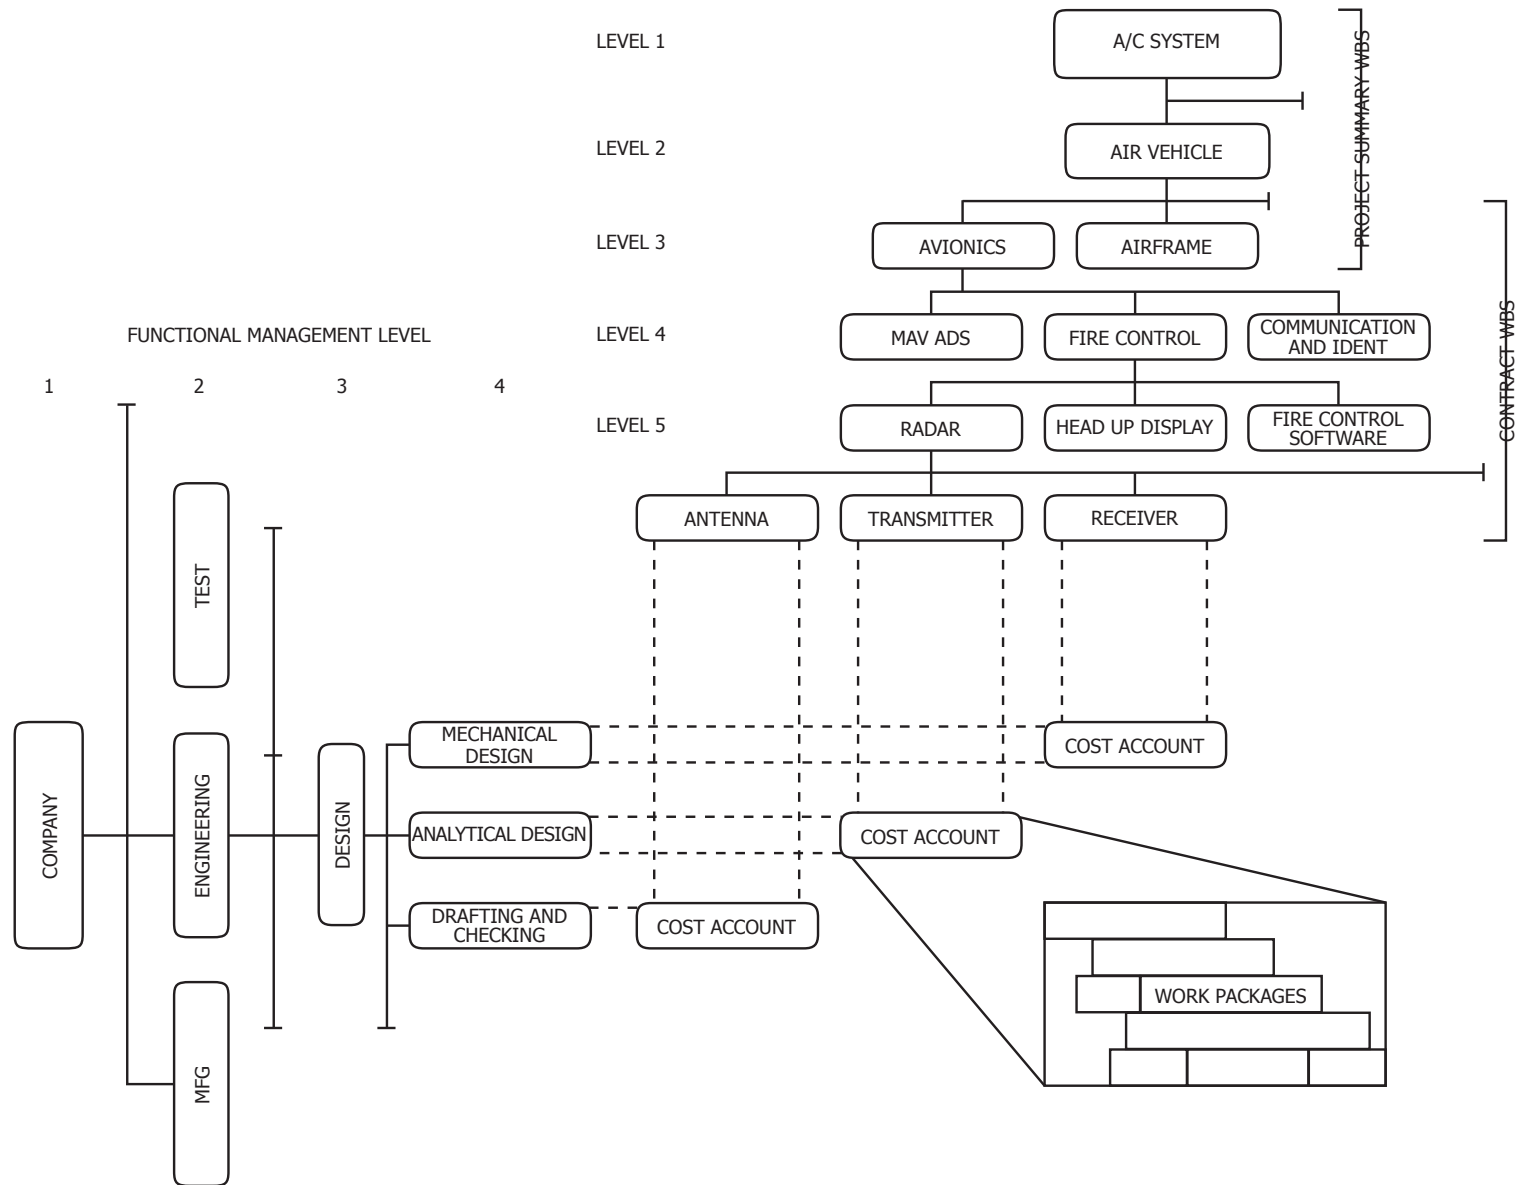 LEVEL 1
A/C SYSTEM
PROJECT SUMMARY WBS
LEVEL 2
AIR VEHICLE
LEVEL 3
AVIONICS
AIRFRAME
CONTRACT WBS
FUNCTIONAL MANAGEMENT LEVEL
LEVEL 4
MAV ADS
FIRE CONTROL
COMMUNICATION
AND IDENT
1
2
3
4
LEVEL 5
RADAR
HEAD UP DISPLAY
FIRE CONTROL
SOFTWARE
ANTENNA
TRANSMITTER
RECEIVER
TEST
COMPANY
ENGINEERING
DESIGN
MECHANICAL
DESIGN
COST ACCOUNT
ANALYTICAL DESIGN
COST ACCOUNT
DRAFTING AND
CHECKING
COST ACCOUNT
WORK PACKAGES
MFG